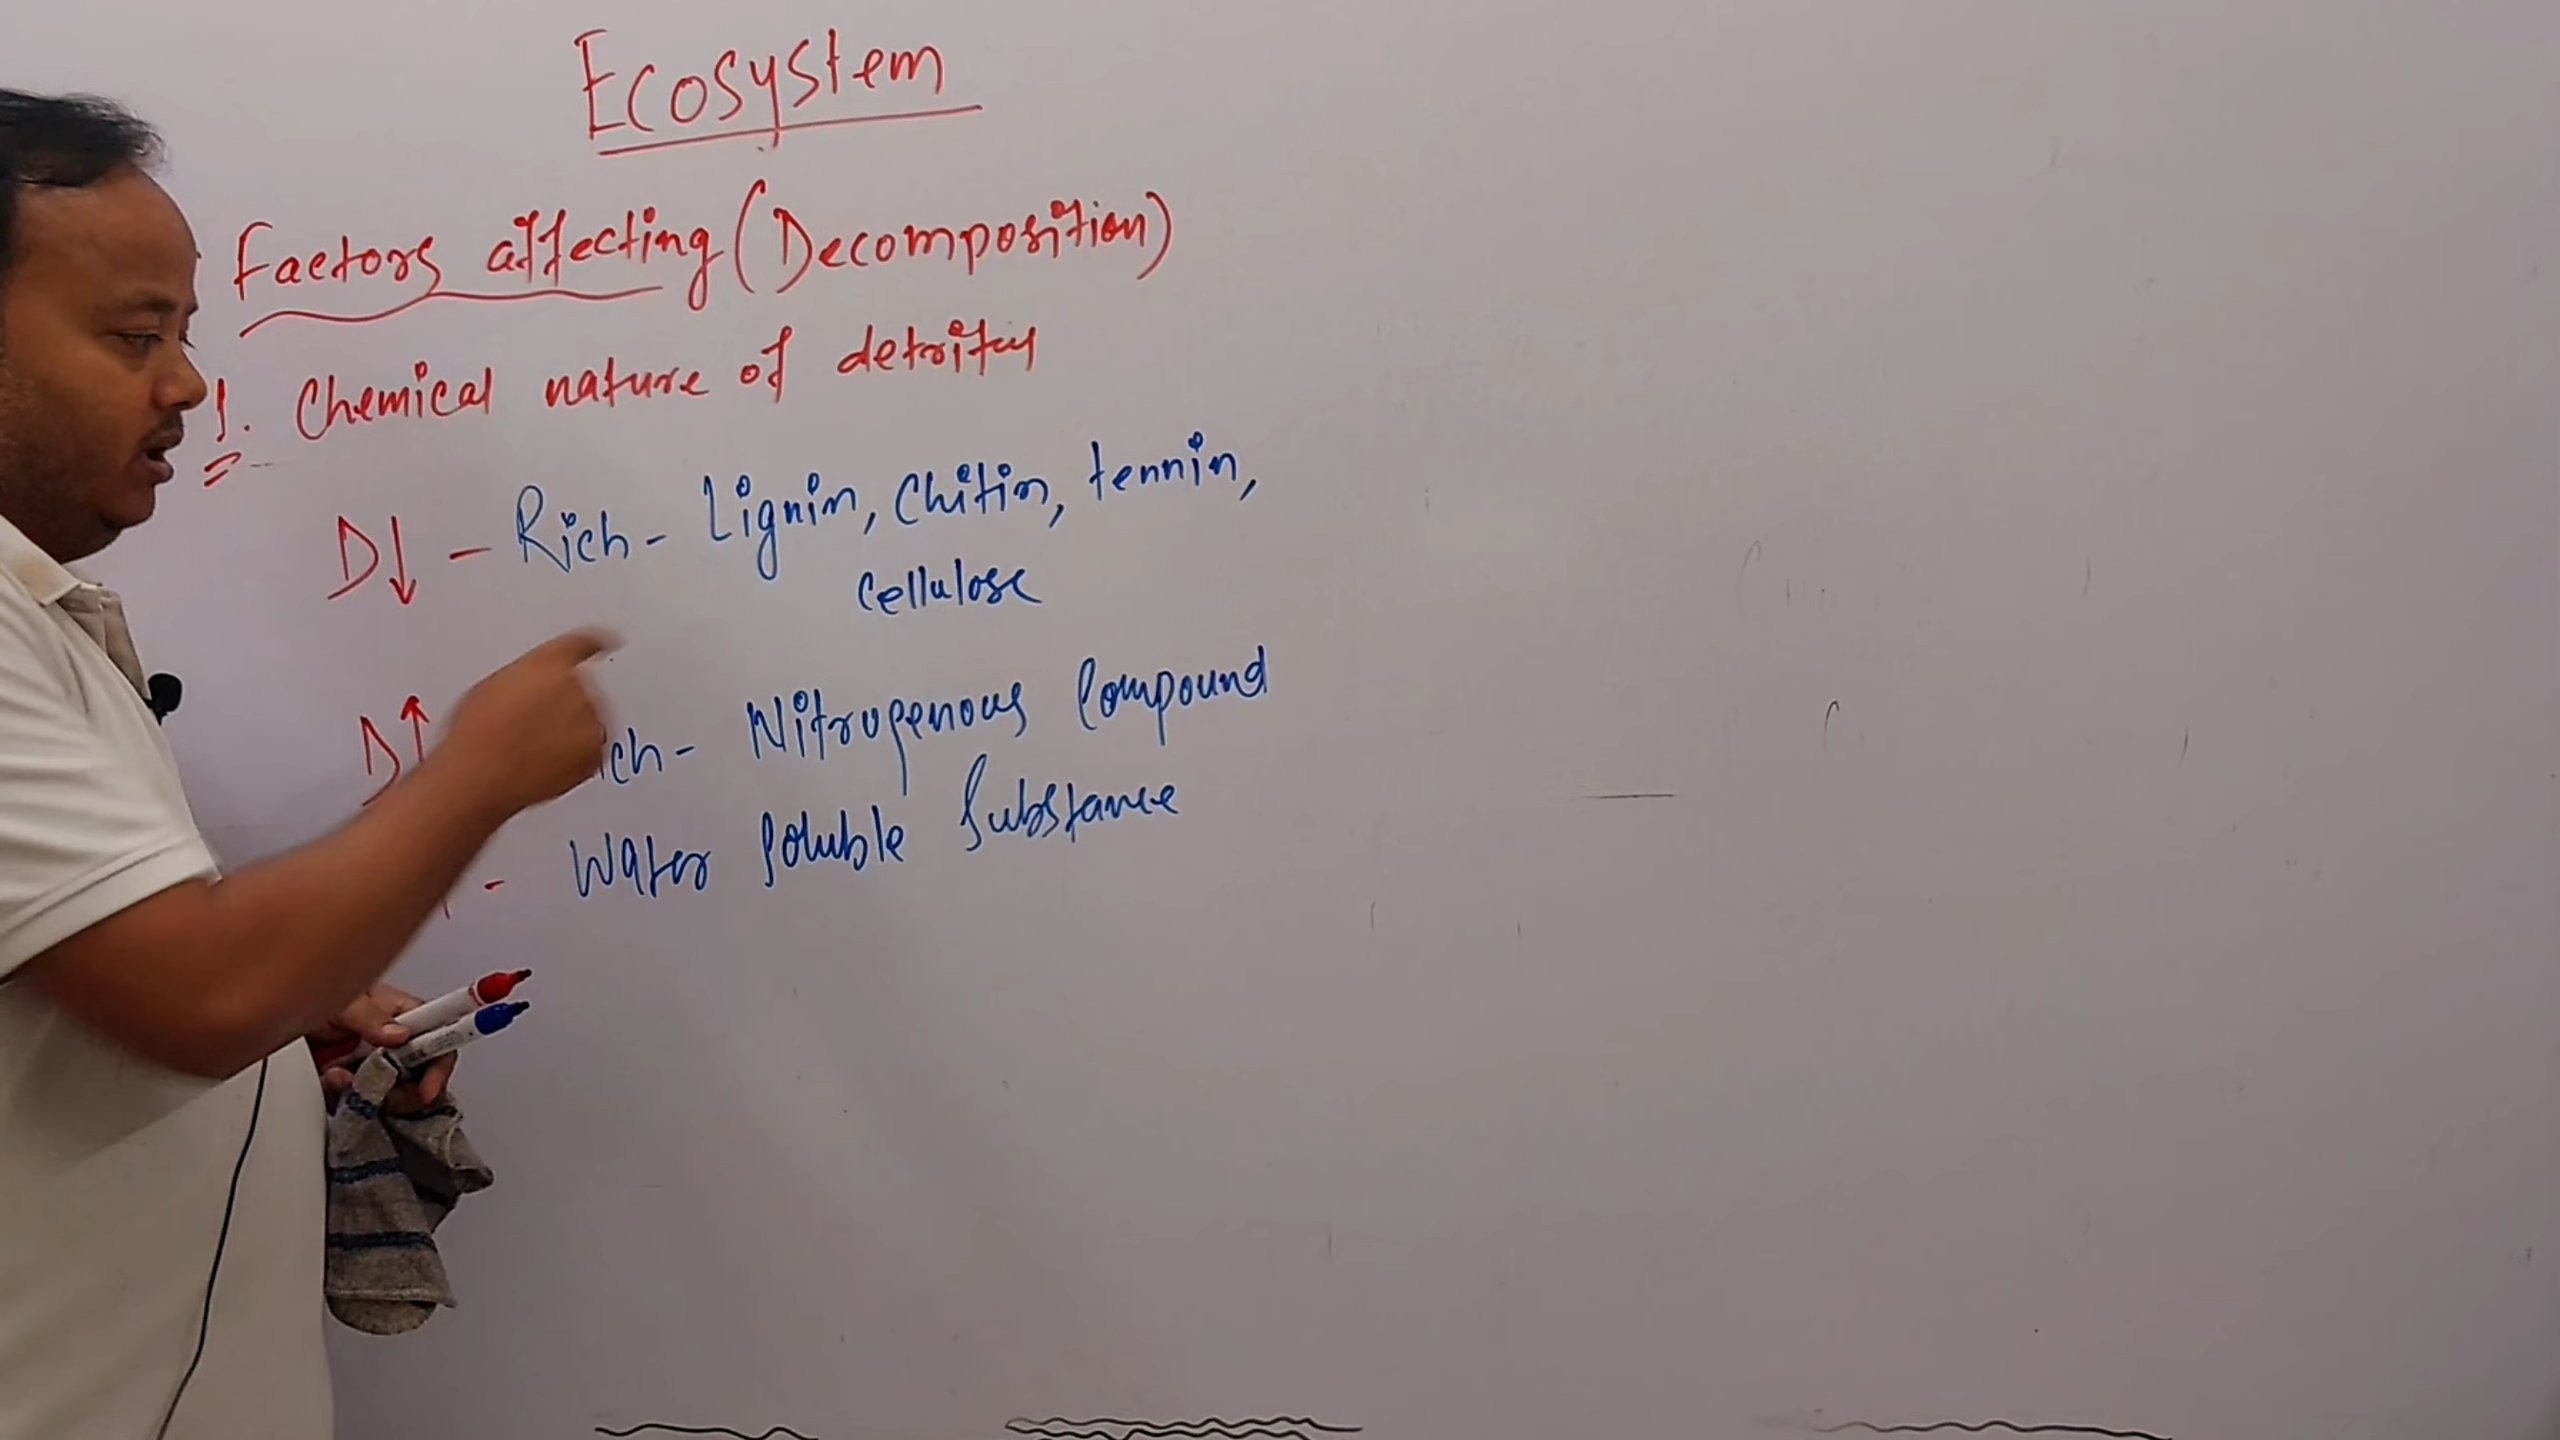 Ecosystem
Factors affecting (Decomposition)
1. Chemical nature of detritus
D↓ - Rich - Lignin, Chitin, tennin,
Cellulose
D↑ ich - Nitrogenous Compound
- Water Soluble Substance